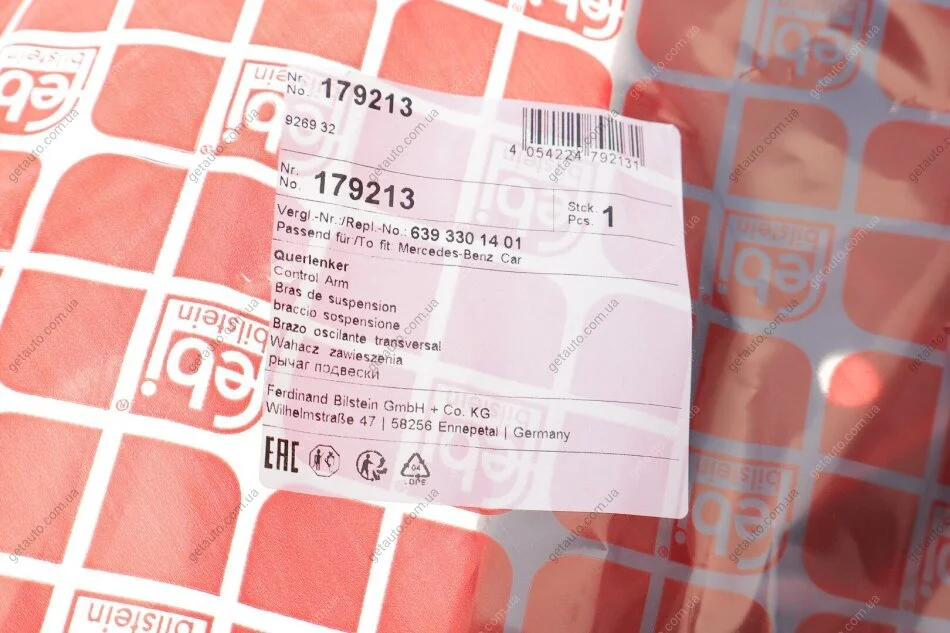 Nr.
No. 179213
926932
4 054224 792131
Nr.
No. 179213
Stck.
Pcs. 1
Vergl.-Nr.:/Repl.-No.: 639 330 14 01
Passend für/To fit Mercedes-Benz Car
Querlenker
Control Arm
Bras de suspension
braccio sospensione
Brazo oscilante transversal
Wahacz zawieszenia
рычаг подвески
Ferdinand Bilstein GmbH + Co. KG
Wilhelmstraße 47 | 58256 Ennepetal | Germany
EAC
04
LDPE
febi
bilstein
getauto.com.ua